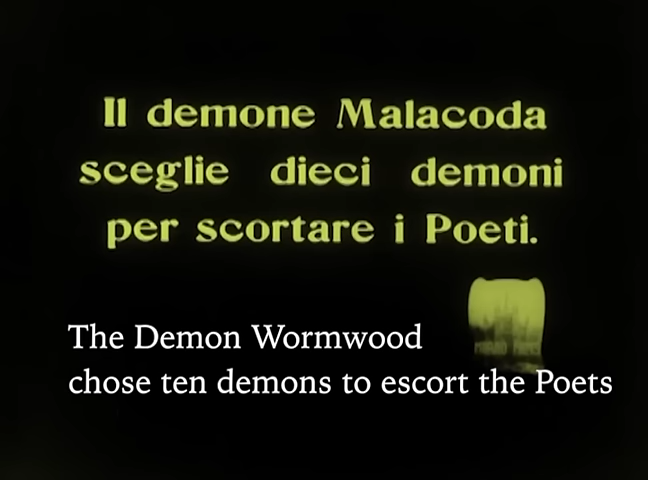 Il demone Malacoda
sceglie dieci demoni
per scortare i Poeti.
The Demon Wormwood
chose ten demons to escort the Poets